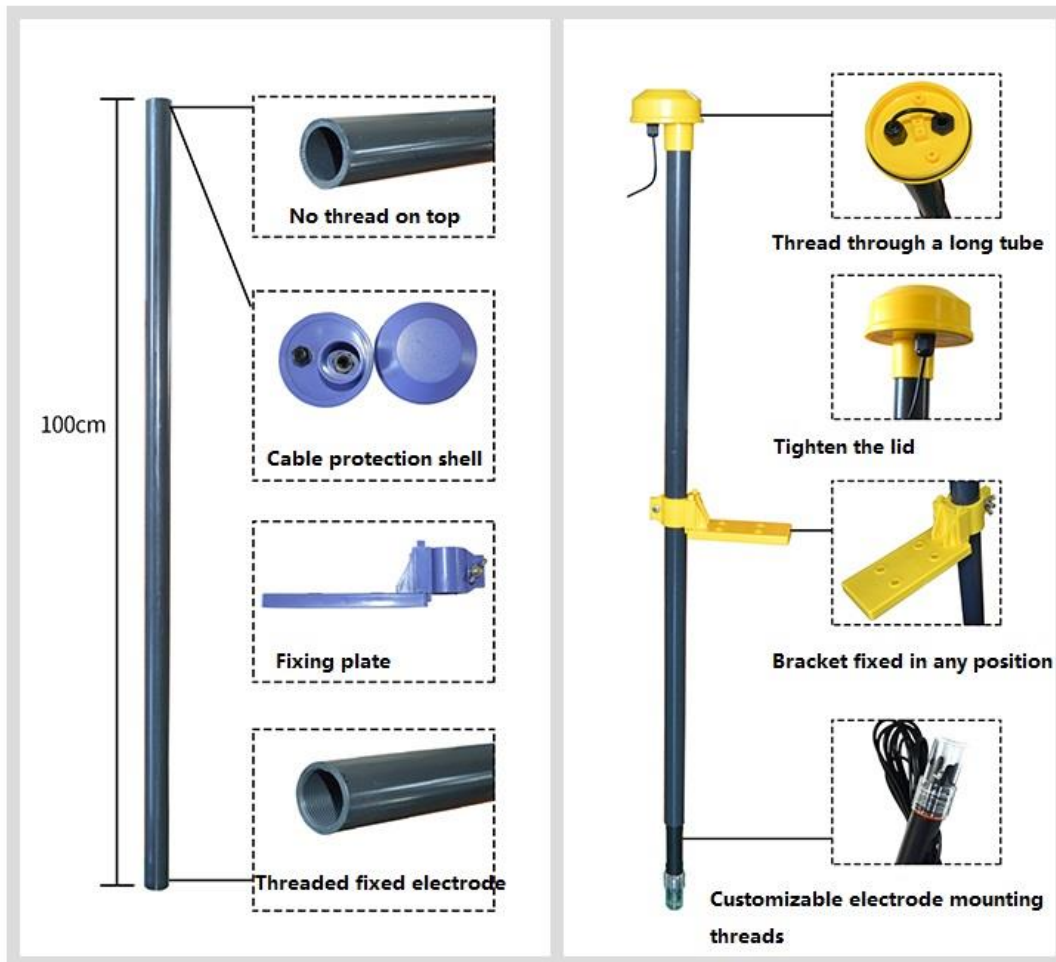 No thread on top
100cm
Cable protection shell
Fixing plate
Threaded fixed electrode
Thread through a long tube
Tighten the lid
Bracket fixed in any position
Customizable electrode mounting
threads